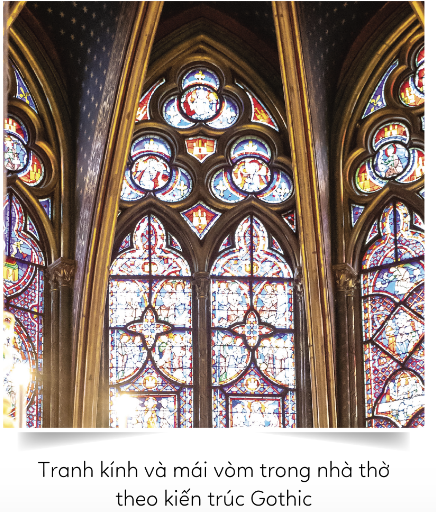 Tranh kính và mái vòm trong nhà thờ
theo kiến trúc Gothic